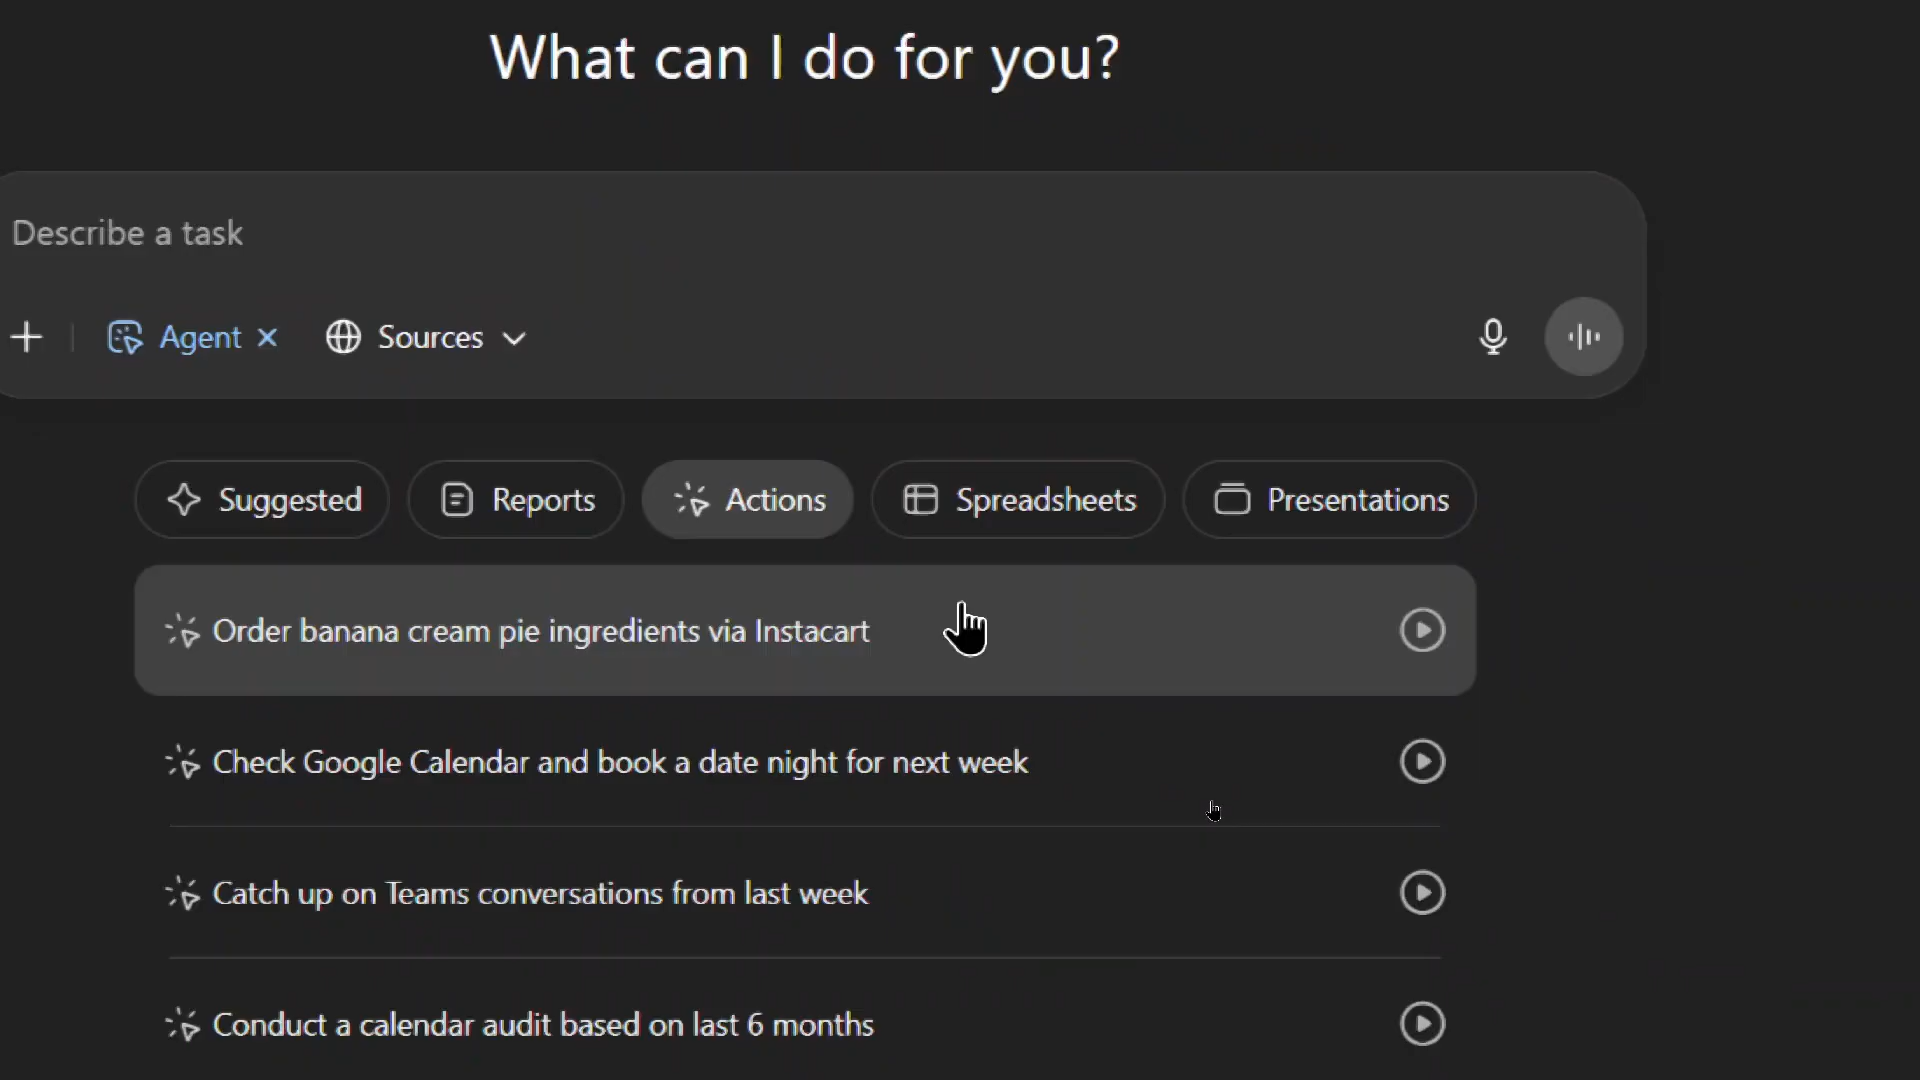 What can I do for you?
Describe a task
Agent Sources
Suggested Reports Actions Spreadsheets Presentations
Order banana cream pie ingredients via Instacart
Check Google Calendar and book a date night for next week
Catch up on Teams conversations from last week
Conduct a calendar audit based on last 6 months